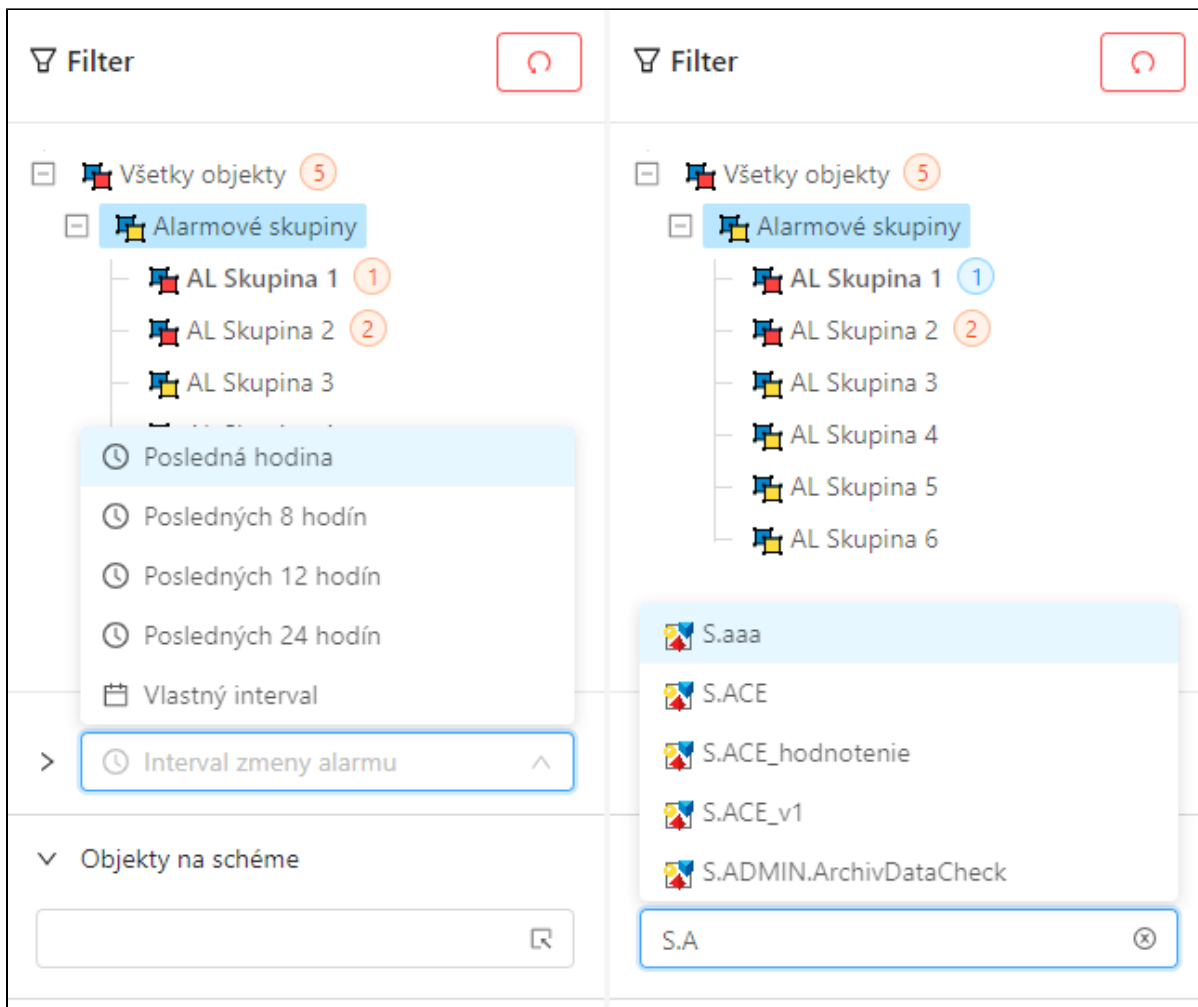 Filter
Všetky objekty 5
Alarmové skupiny
AL Skupina 1 1
AL Skupina 2 2
AL Skupina 3
Posledná hodina
Posledných 8 hodín
Posledných 12 hodín
Posledných 24 hodín
Vlastný interval
Interval zmeny alarmu
Objekty na schéme
Filter
Všetky objekty 5
Alarmové skupiny
AL Skupina 1 1
AL Skupina 2 2
AL Skupina 3
AL Skupina 4
AL Skupina 5
AL Skupina 6
S.aaa
S.ACE
S.ACE_hodnotenie
S.ACE_v1
S.ADMIN.ArchivDataCheck
S.A